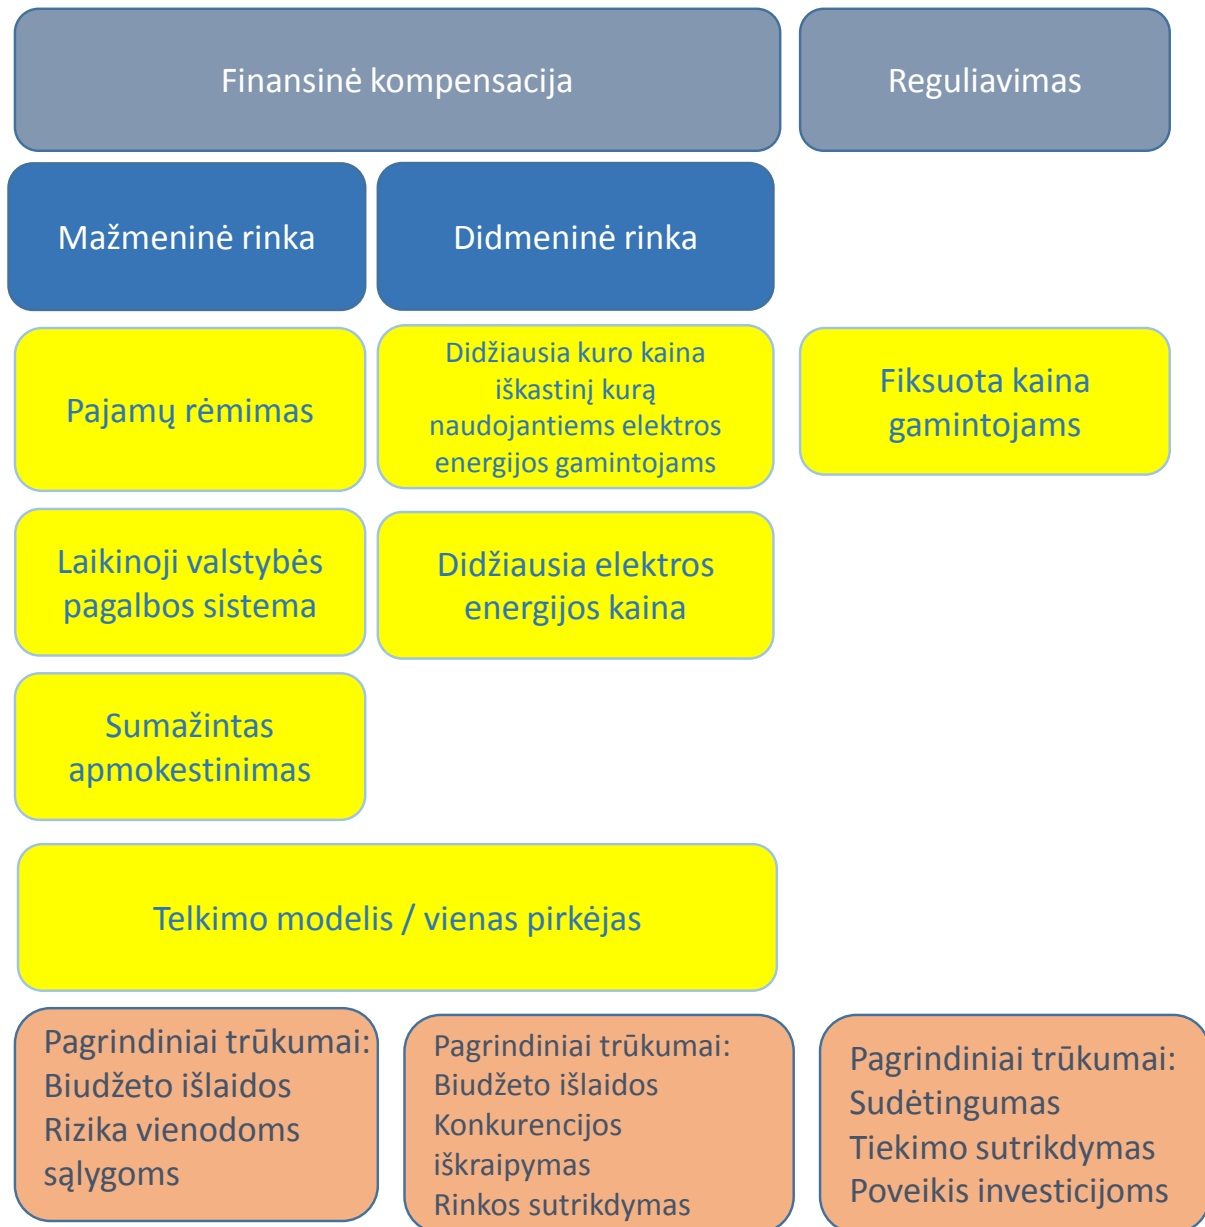 Finansinė kompensacija
Reguliavimas
Mažmeninė rinka
Didmeninė rinka
Pajamų rėmimas
Didžiausia kuro kaina
iškastinį kurą
naudojantiems elektros
energijos gamintojams
Fiksuota kaina
gamintojams
Laikinoji valstybės
pagalbos sistema
Didžiausia elektros
energijos kaina
Sumažintas
apmokestinimas
Telkimo modelis / vienas pirkėjas
Pagrindiniai trūkumai:
Biudžeto išlaidos
Rizika vienodoms
sąlygoms
Pagrindiniai trūkumai:
Biudžeto išlaidos
Konkurencijos
iškraipymas
Rinkos sutrikdymas
Pagrindiniai trūkumai:
Sudėtingumas
Tiekimo sutrikdymas
Poveikis investicijoms